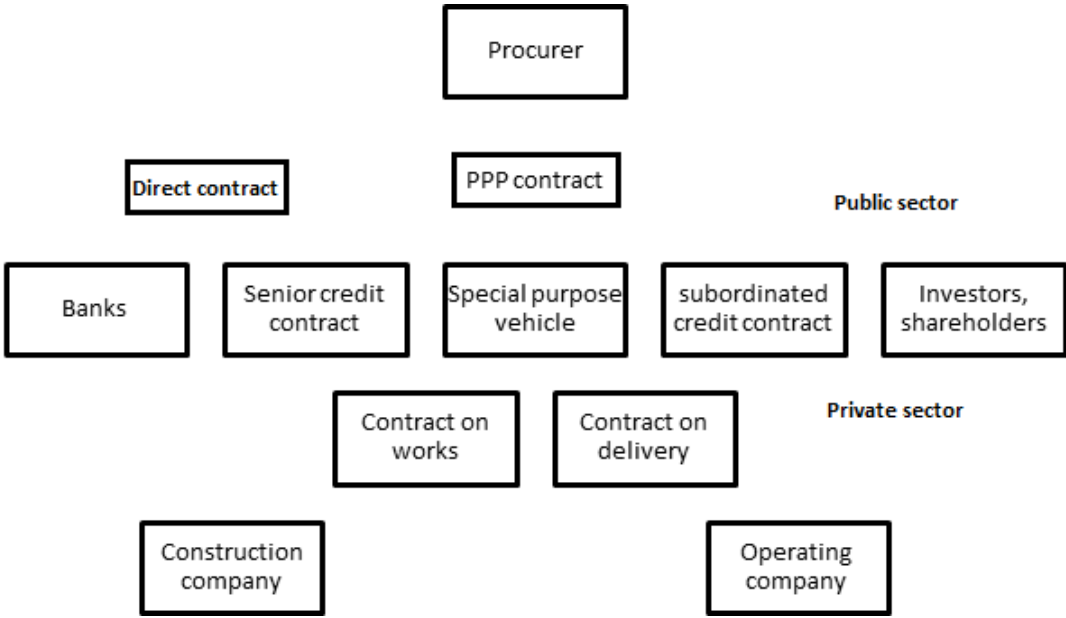 Procurer
Direct contract
PPP contract
Public sector
Banks
Senior credit
contract
Special purpose
vehicle
subordinated
credit contract
Investors,
shareholders
Contract on
works
Contract on
delivery
Private sector
Construction
company
Operating
company